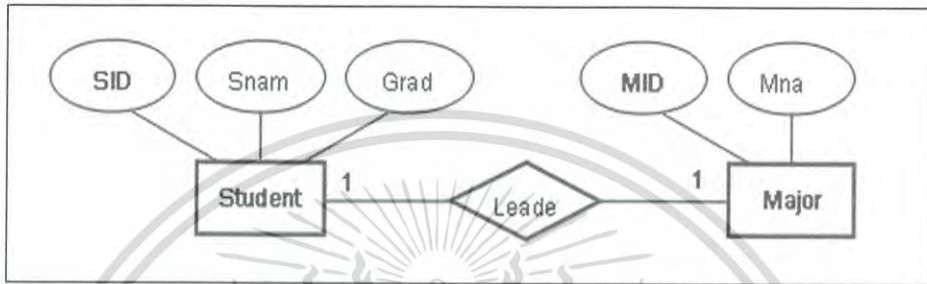 SID Snam Grad MID Mna
1 1
Student Leade Major